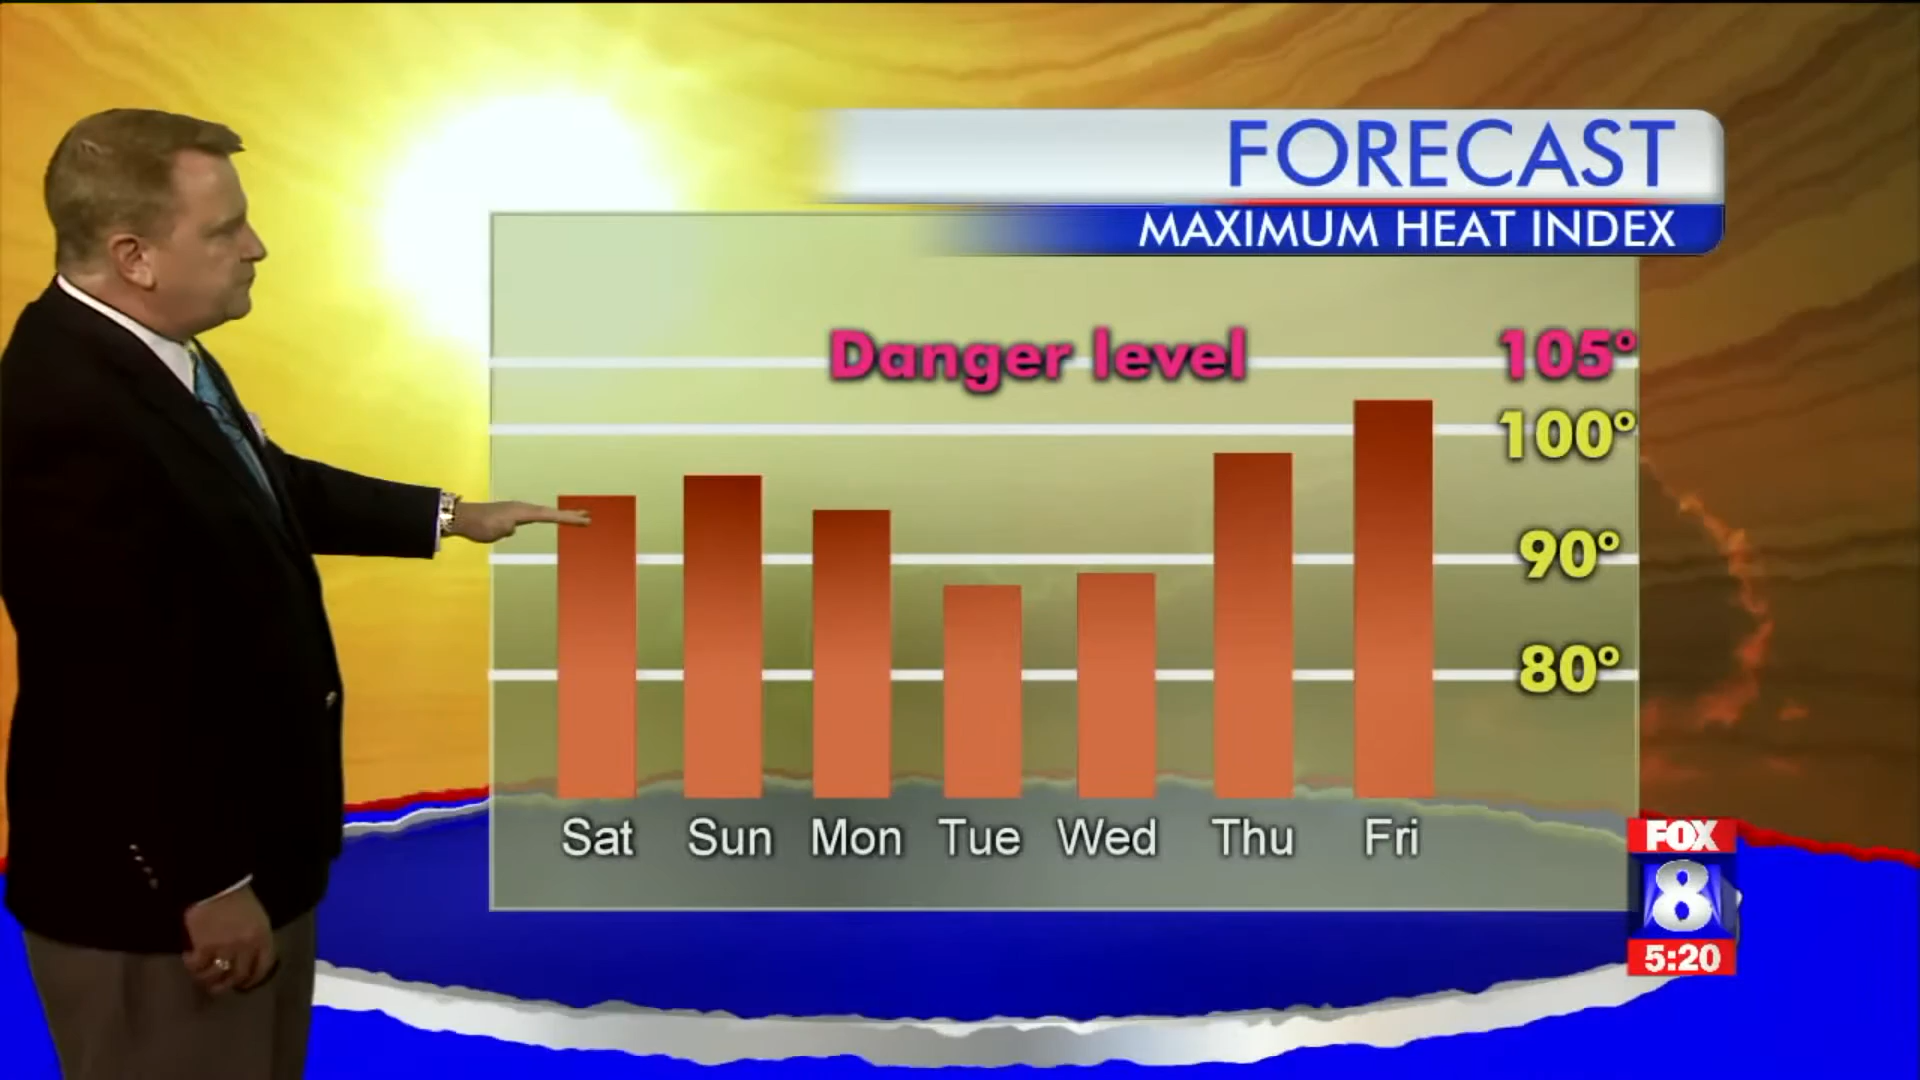 FORECAST
MAXIMUM HEAT INDEX
Danger level 105°
100°
90°
80°
Sat Sun Mon Tue Wed Thu Fri
FOX
8
5:20